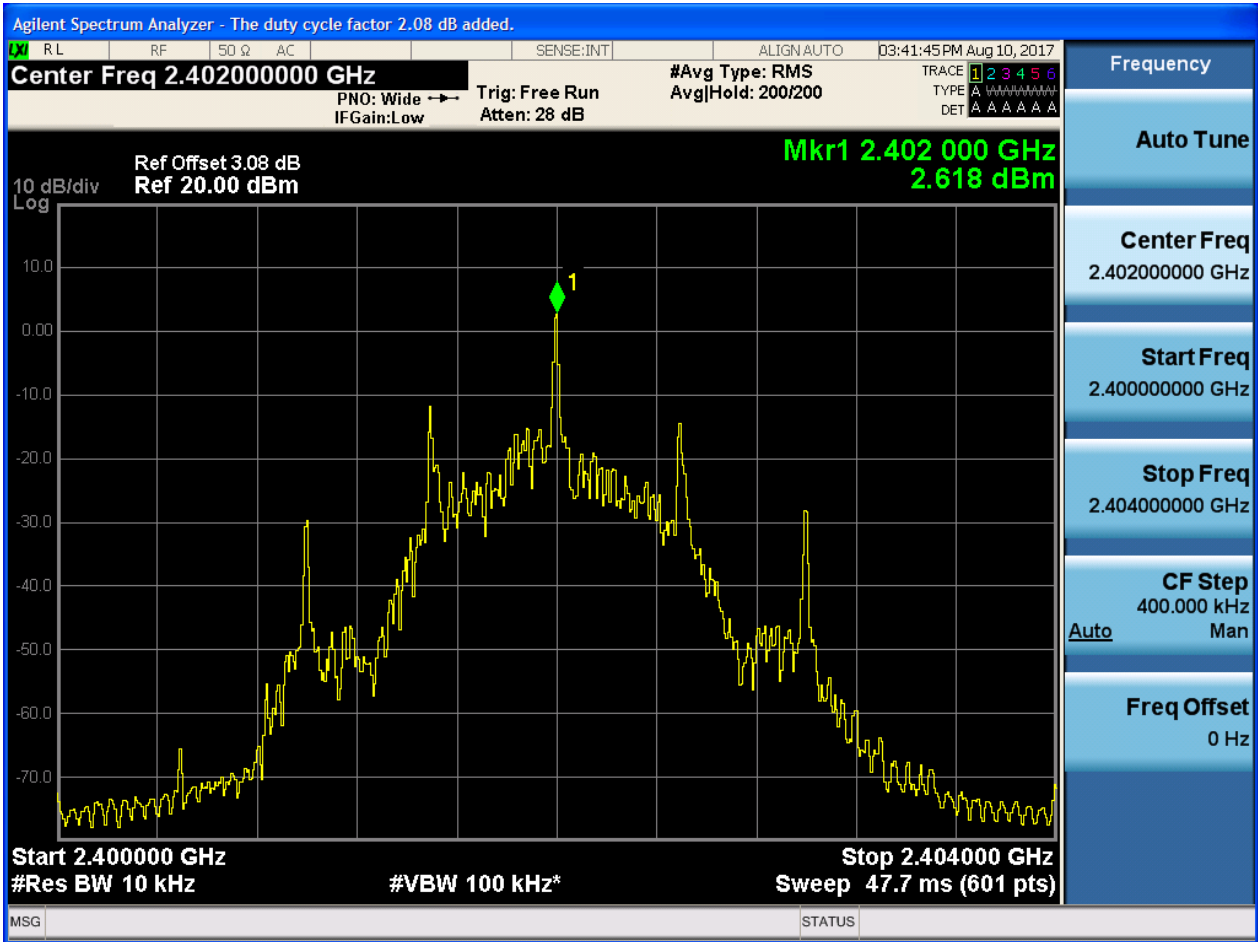 Agilent Spectrum Analyzer - The duty cycle factor 2.08 dB added.
LXI RL RF 50 Ω AC SENSE:INT ALIGNAUTO 03:41:45PM Aug 10, 2017
Center Freq 2.402000000 GHz
PNO: Wide
IFGain:Low
Trig: Free Run
Atten: 28 dB
#Avg Type: RMS
Avg|Hold: 200/200
TRACE 1 2 3 4 5 6
TYPE A WWWWW
DET A A A A A A
Mkr1 2.402 000 GHz
2.618 dBm
Ref Offset 3.08 dB
10 dB/div Ref 20.00 dBm
Log
10.0
1
0.00
-10.0
-20.0
-30.0
-40.0
-50.0
-60.0
-70.0
Start 2.400000 GHz Stop 2.404000 GHz
#Res BW 10 kHz #VBW 100 kHz* Sweep 47.7 ms (601 pts)
MSG STATUS
Frequency
Auto Tune
Center Freq
2.402000000 GHz
Start Freq
2.400000000 GHz
Stop Freq
2.404000000 GHz
CF Step
400.000 kHz
Auto Man
Freq Offset
0 Hz